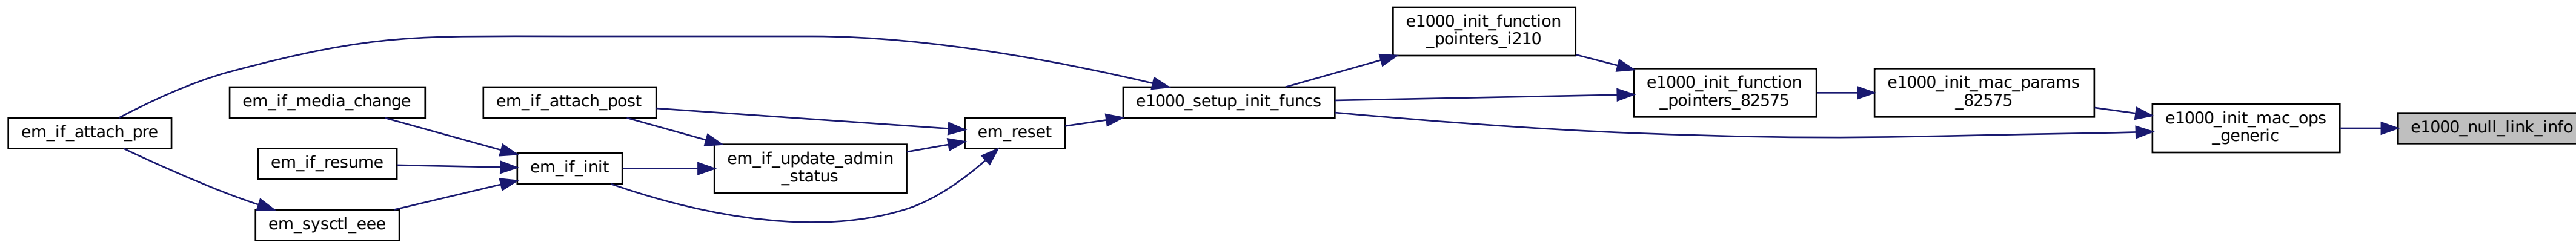 em_if_attach_pre
em_if_media_change
em_if_resume
em_sysctl_eee
em_if_attach_post
em_if_init
em_if_update_admin
_status
em_reset
e1000_setup_init_funcs
e1000_init_function
_pointers_i210
e1000_init_function
_pointers_82575
e1000_init_mac_params
_82575
e1000_init_mac_ops
_generic
e1000_null_link_info